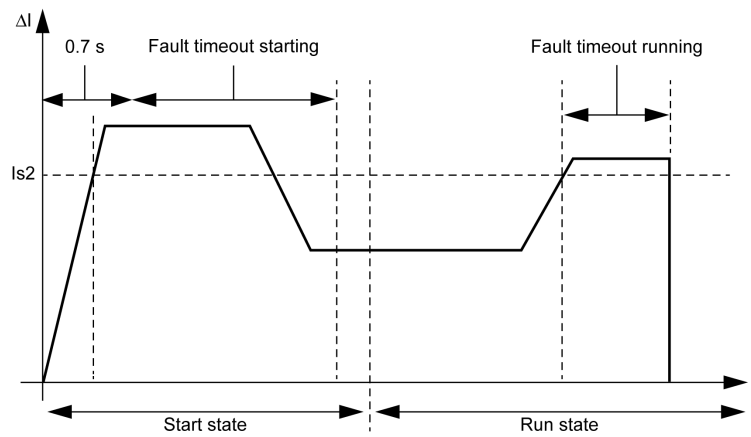 ΔI
0.7 s
Fault timeout starting
Fault timeout running
Is2
Start state
Run state